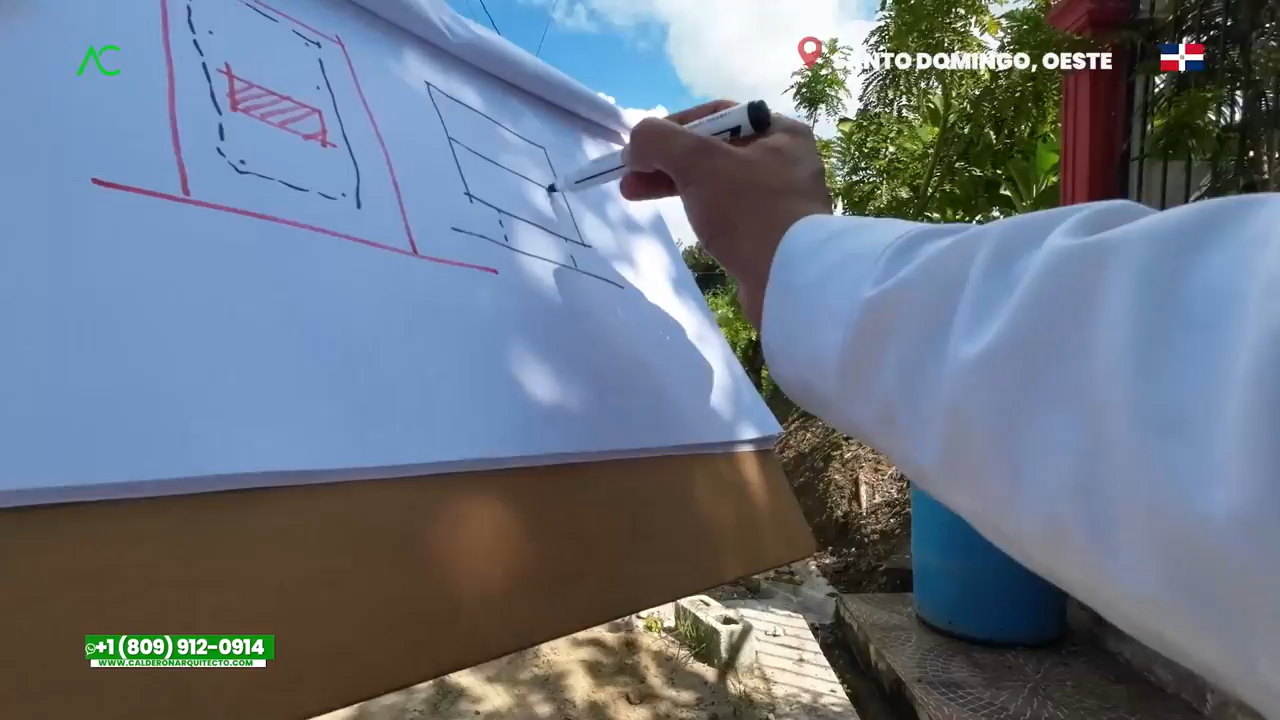 AC
SANTO DOMINGO, OESTE
+1 (809) 912-0914
WWW.CALDERONARQUITECTO.COM